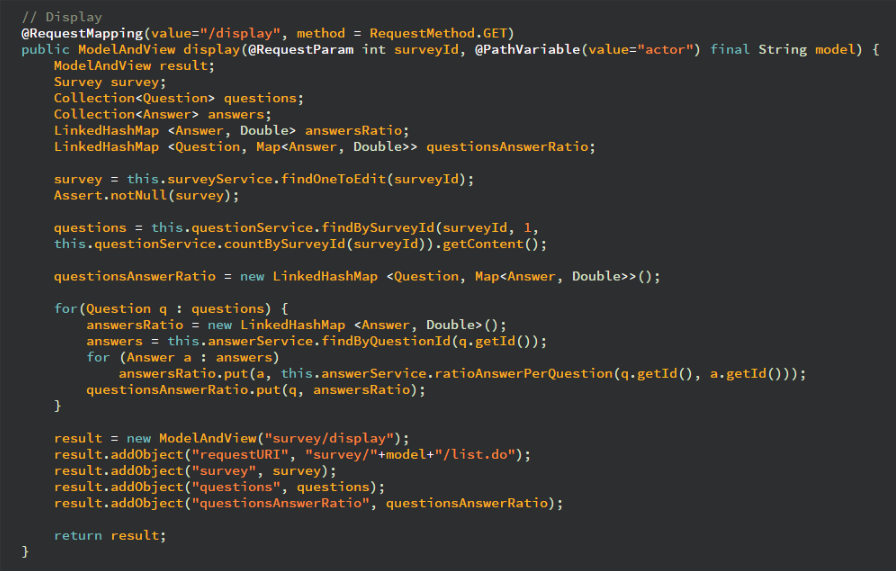 // Display
@RequestMapping(value="/display", method = RequestMethod.GET)
public ModelAndView display(@RequestParam int surveyId, @PathVariable(value="actor") final String model) {
    ModelAndView result;
    Survey survey;
    Collection<Question> questions;
    Collection<Answer> answers;
    LinkedHashMap <Answer, Double> answersRatio;
    LinkedHashMap <Question, Map<Answer, Double>> questionsAnswerRatio;

    survey = this.surveyService.findOneToEdit(surveyId);
    Assert.notNull(survey);

    questions = this.questionService.findBySurveyId(surveyId, 1,
    this.questionService.countBySurveyId(surveyId)).getContent();

    questionsAnswerRatio = new LinkedHashMap <Question, Map<Answer, Double>>();

    for(Question q : questions) {
        answersRatio = new LinkedHashMap <Answer, Double>();
        answers = this.answerService.findByQuestionId(q.getId());
        for (Answer a : answers)
            answersRatio.put(a, this.answerService.ratioAnswerPerQuestion(q.getId(), a.getId()));
        questionsAnswerRatio.put(q, answersRatio);
    }

    result = new ModelAndView("survey/display");
    result.addObject("requestURI", "survey/"+model+"/list.do");
    result.addObject("survey", survey);
    result.addObject("questions", questions);
    result.addObject("questionsAnswerRatio", questionsAnswerRatio);

    return result;
}